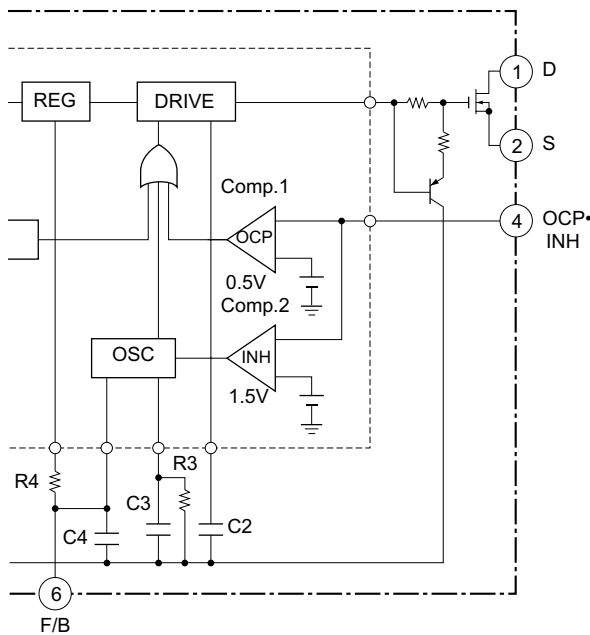 1 D
REG
DRIVE
2 S
Comp.1
4 OCP•
INH
OCP
0.5V
Comp.2
OSC
INH
1.5V
R4
R3
C3
C4
C2
6
F/B